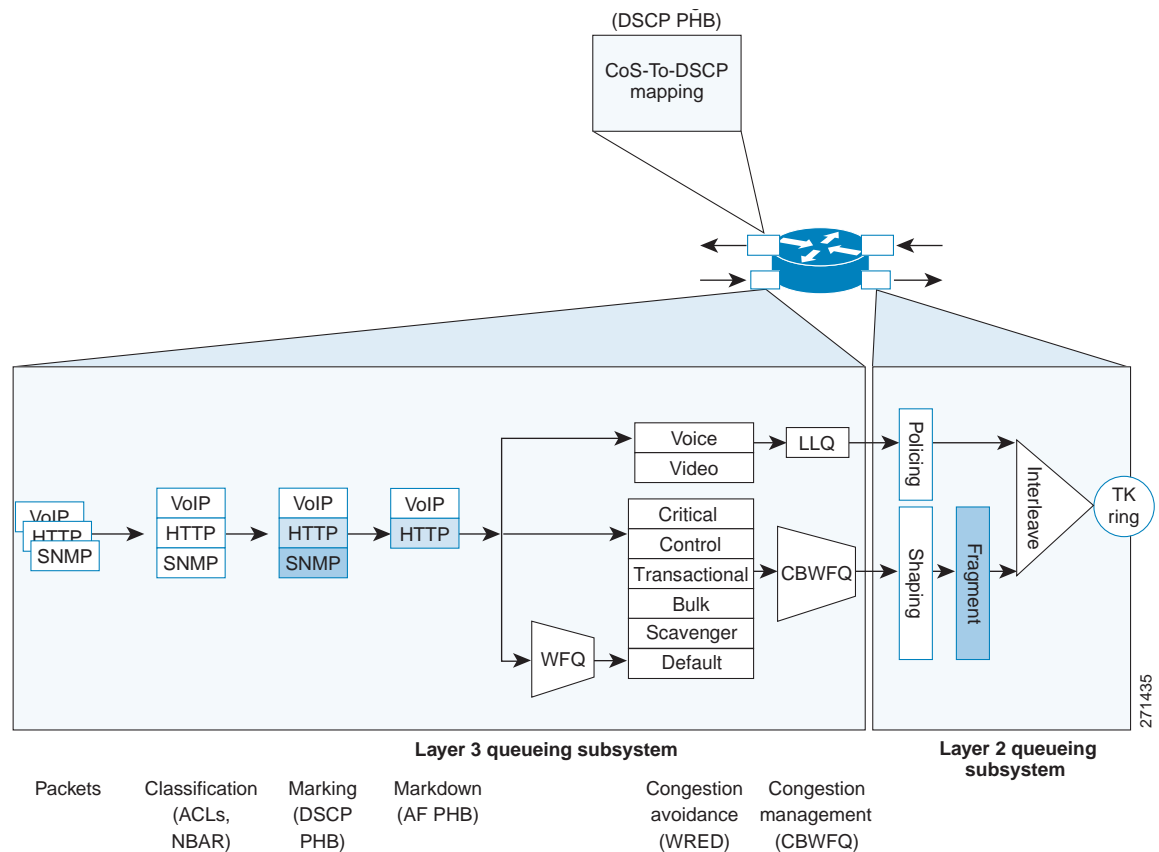 (DSCP PHB)
CoS-To-DSCP
mapping
VoIP
HTTP
SNMP
VoIP
HTTP
SNMP
VoIP
HTTP
SNMP
VoIP
HTTP
WFQ
Voice
Video
LLQ
Critical
Control
Transactional
Bulk
Scavenger
Default
CBWFQ
Policing
Shaping
Fragment
Interleave
TK
ring
271435
Layer 3 queueing subsystem
Layer 2 queueing
subsystem
Packets
Classification
(ACLs,
NBAR)
Marking
(DSCP
PHB)
Markdown
(AF PHB)
Congestion
avoidance
(WRED)
Congestion
management
(CBWFQ)